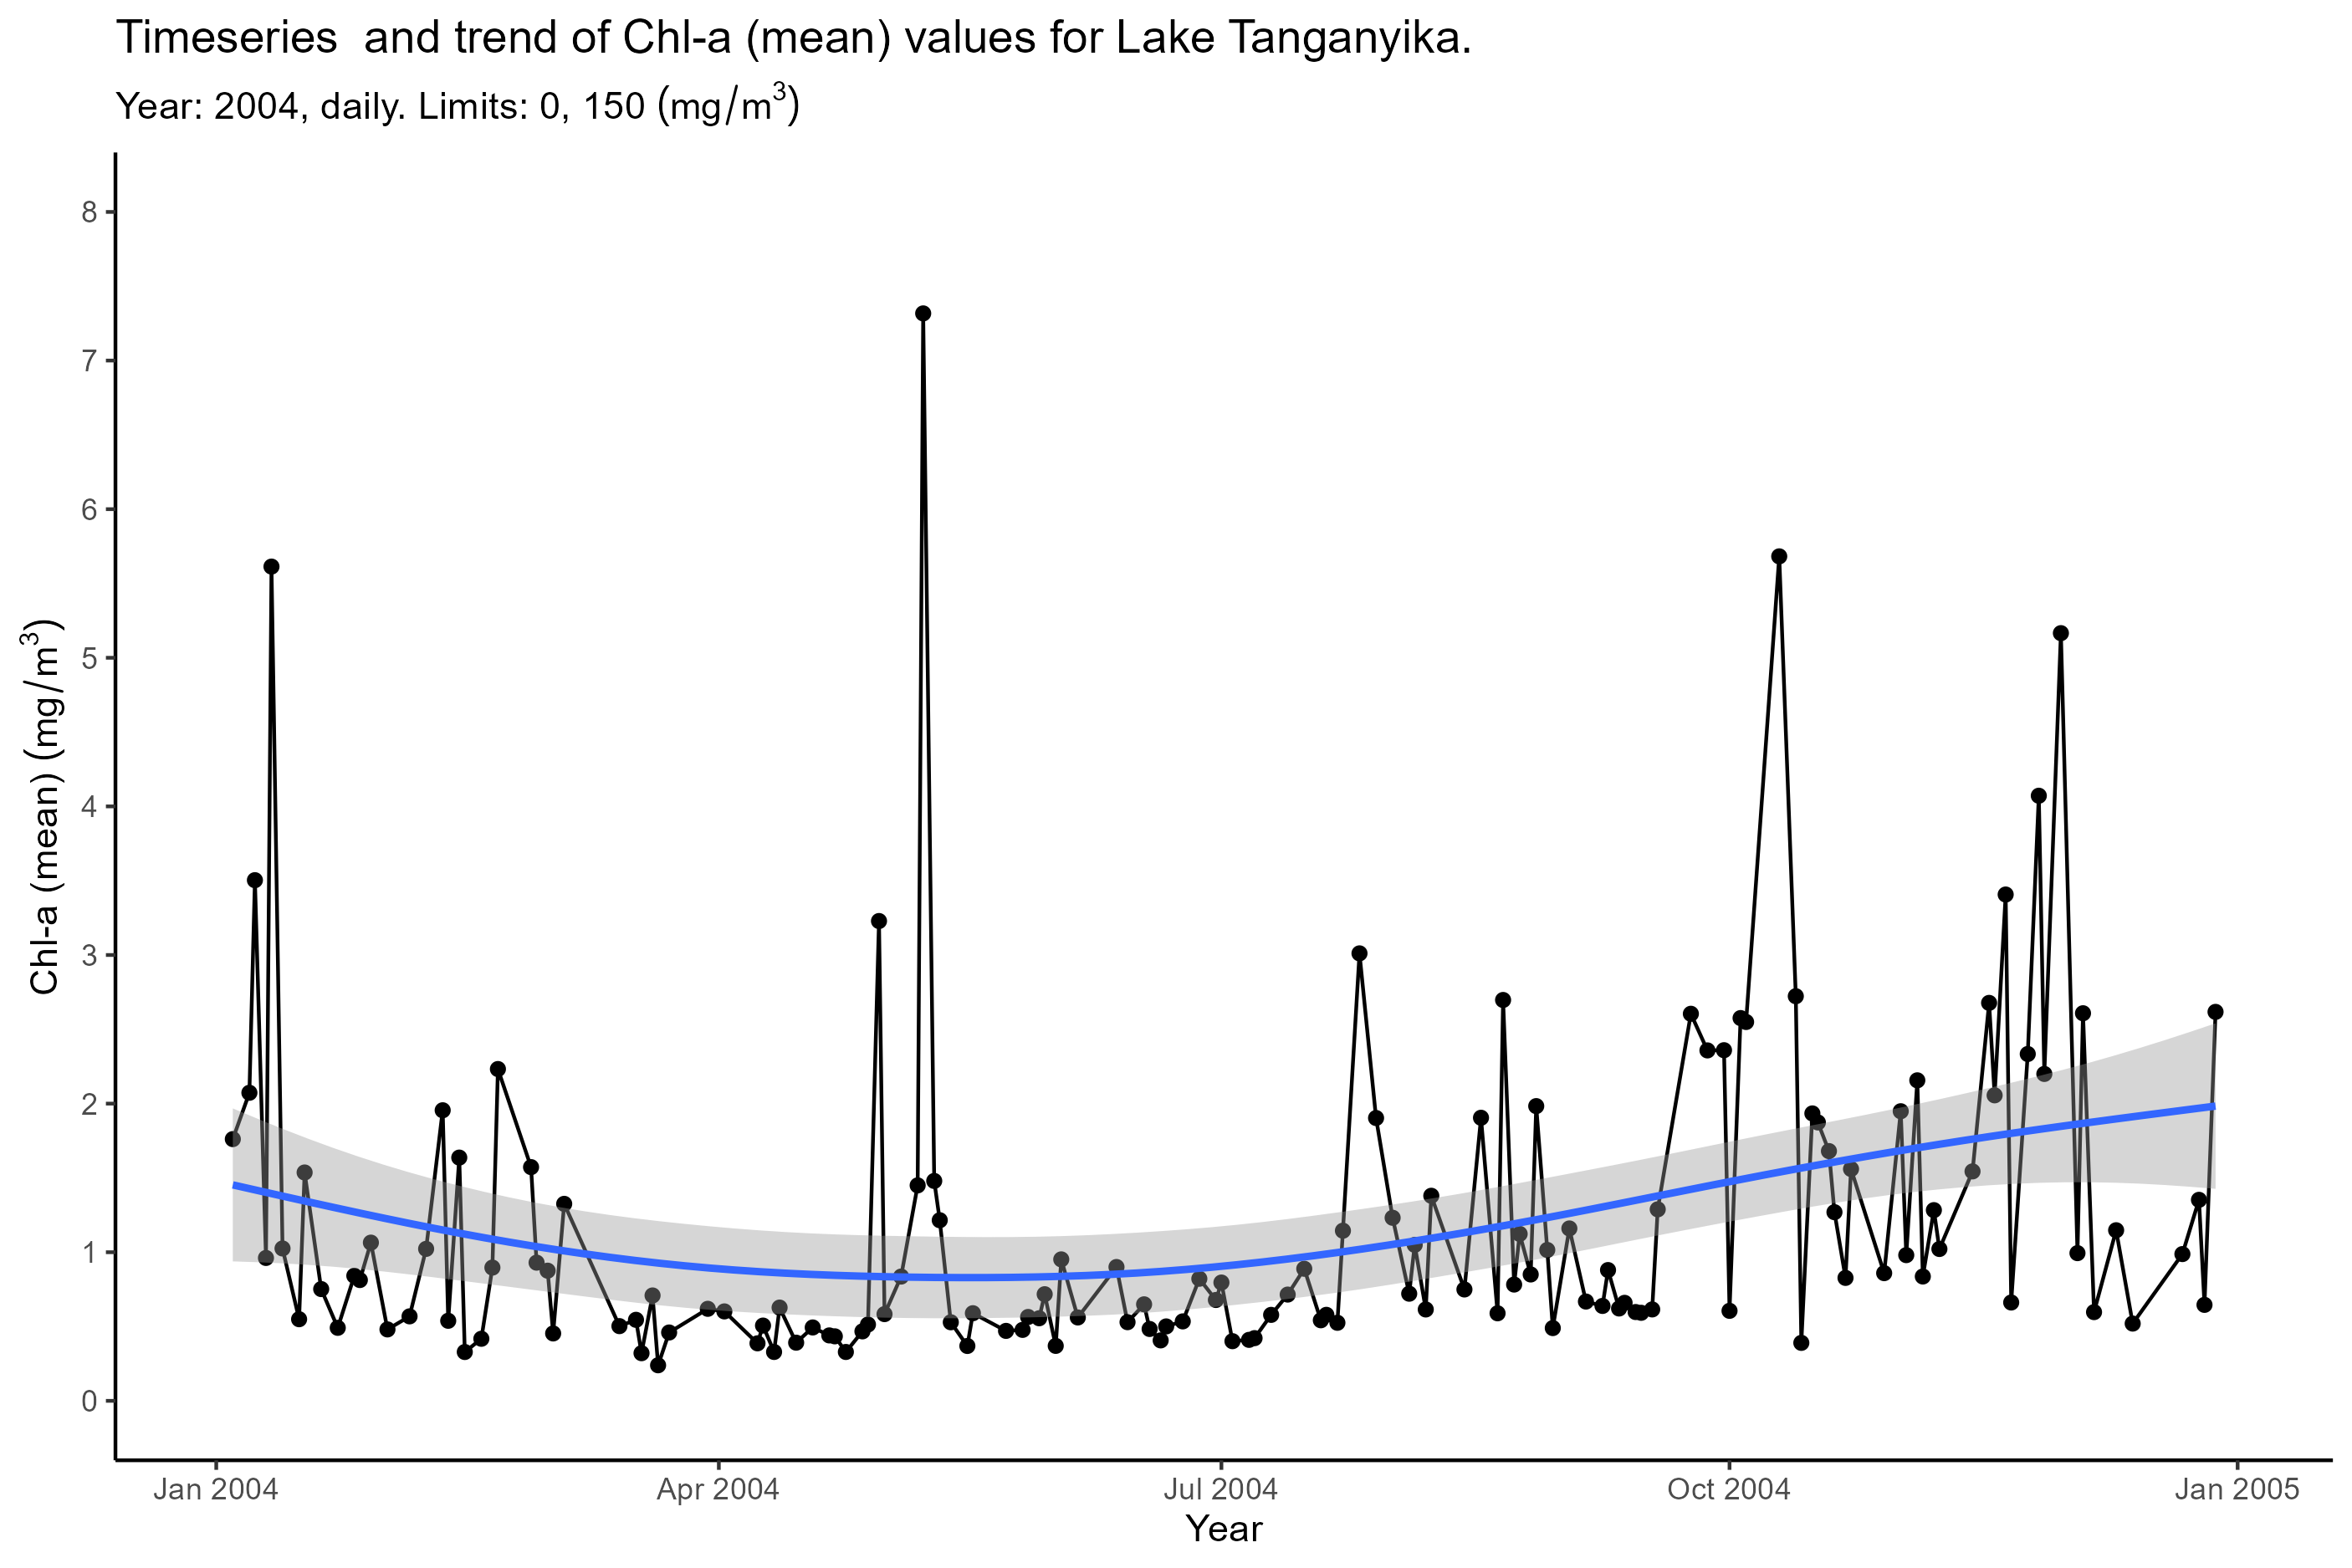 Timeseries  and trend of Chl-a (mean) values for Lake Tanganyika.
Year: 2004, daily. Limits: 0, 150 (mg/m³)
Chl-a (mean) (mg/m³)
8
7
6
5
4
3
2
1
0
Jan 2004
Apr 2004
Jul 2004
Oct 2004
Jan 2005
Year